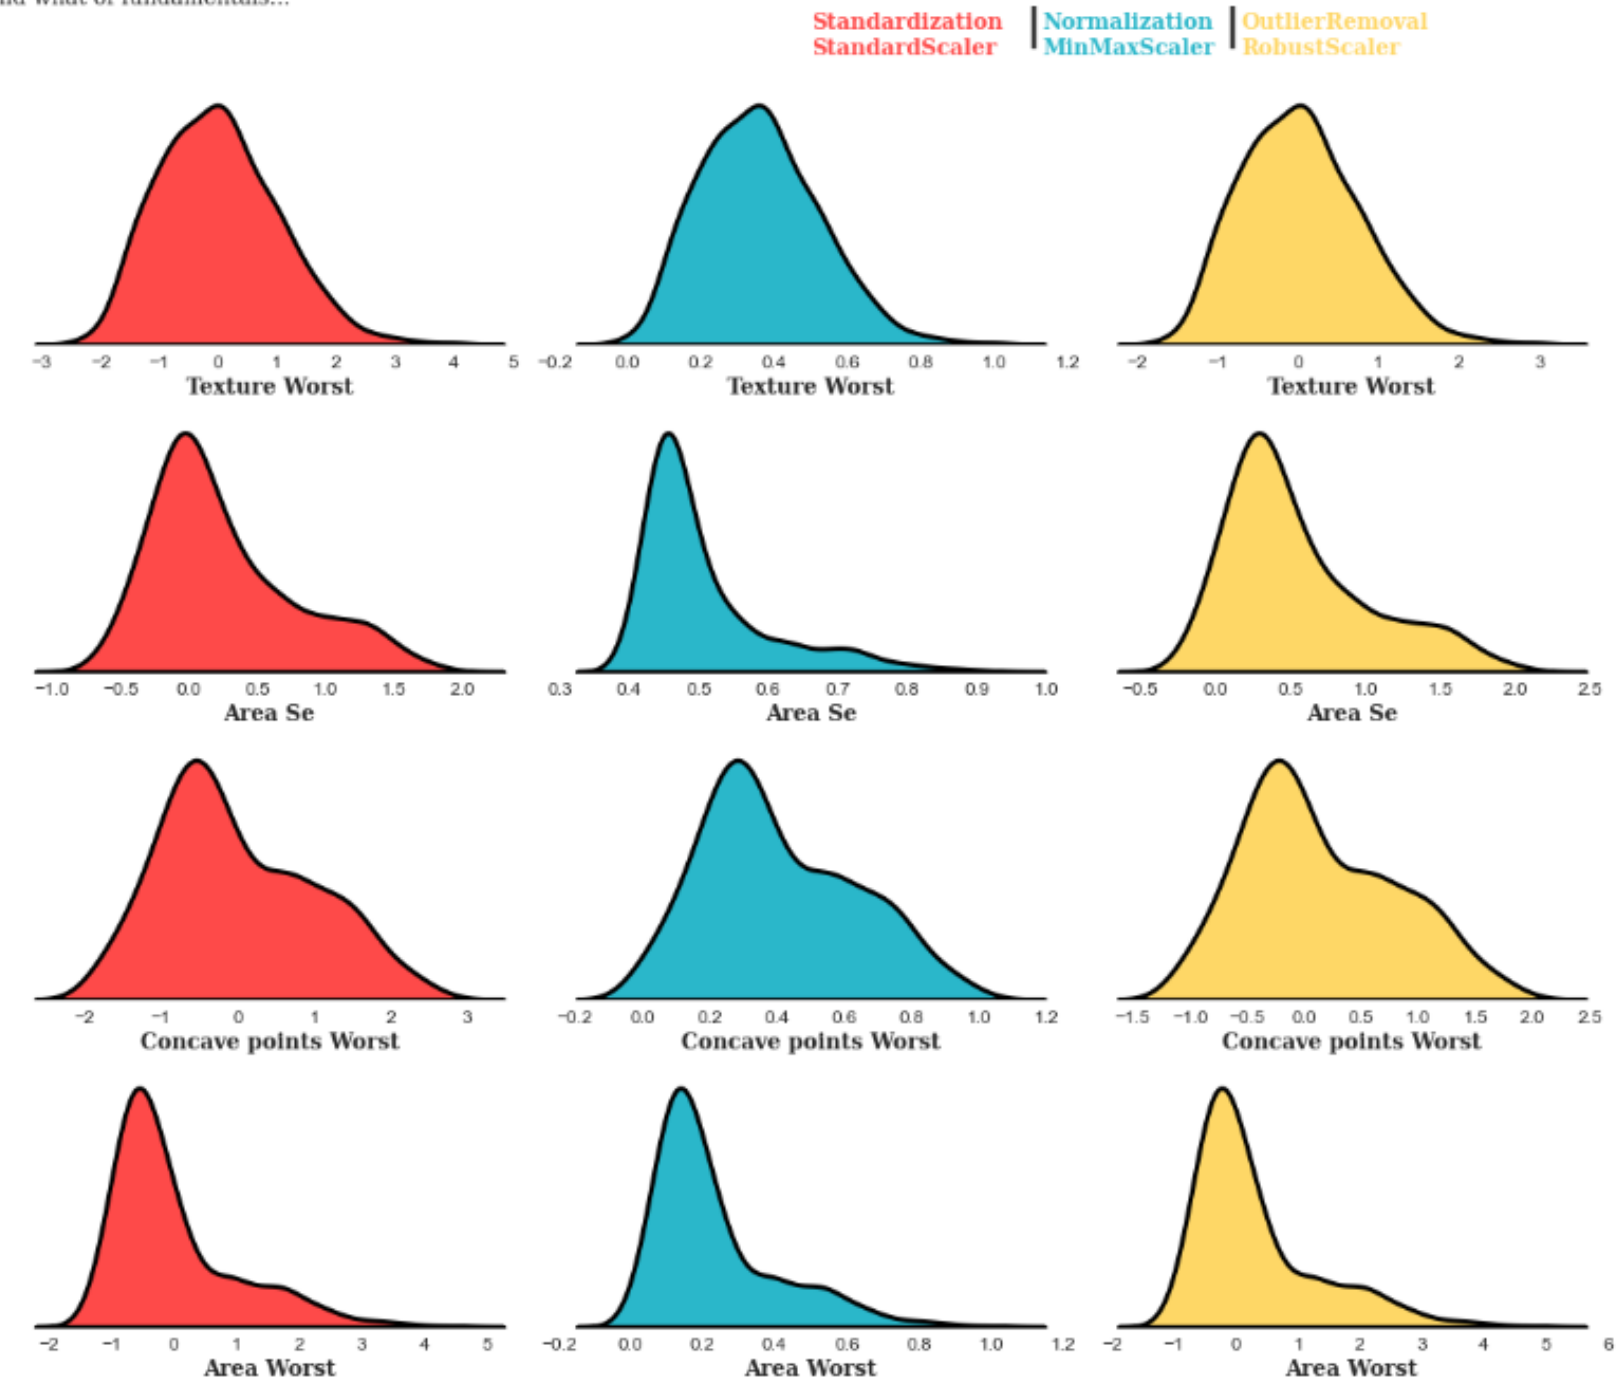 what of fundamentals...
Standardization | Normalization | OutlierRemoval
StandardScaler | MinMaxScaler | RobustScaler
−3 −2 −1 0 1 2 3 4 5
Texture Worst
−0.2 0.0 0.2 0.4 0.6 0.8 1.0 1.2
Texture Worst
−2 −1 0 1 2 3
Texture Worst
−1.0 −0.5 0.0 0.5 1.0 1.5 2.0
Area Se
0.3 0.4 0.5 0.6 0.7 0.8 0.9 1.0
Area Se
−0.5 0.0 0.5 1.0 1.5 2.0 2.5
Area Se
−2 −1 0 1 2 3
Concave points Worst
−0.2 0.0 0.2 0.4 0.6 0.8 1.0 1.2
Concave points Worst
−1.5 −1.0 −0.5 0.0 0.5 1.0 1.5 2.0 2.5
Concave points Worst
−2 −1 0 1 2 3 4 5
Area Worst
−0.2 0.0 0.2 0.4 0.6 0.8 1.0 1.2
Area Worst
−2 −1 0 1 2 3 4 5 6
Area Worst